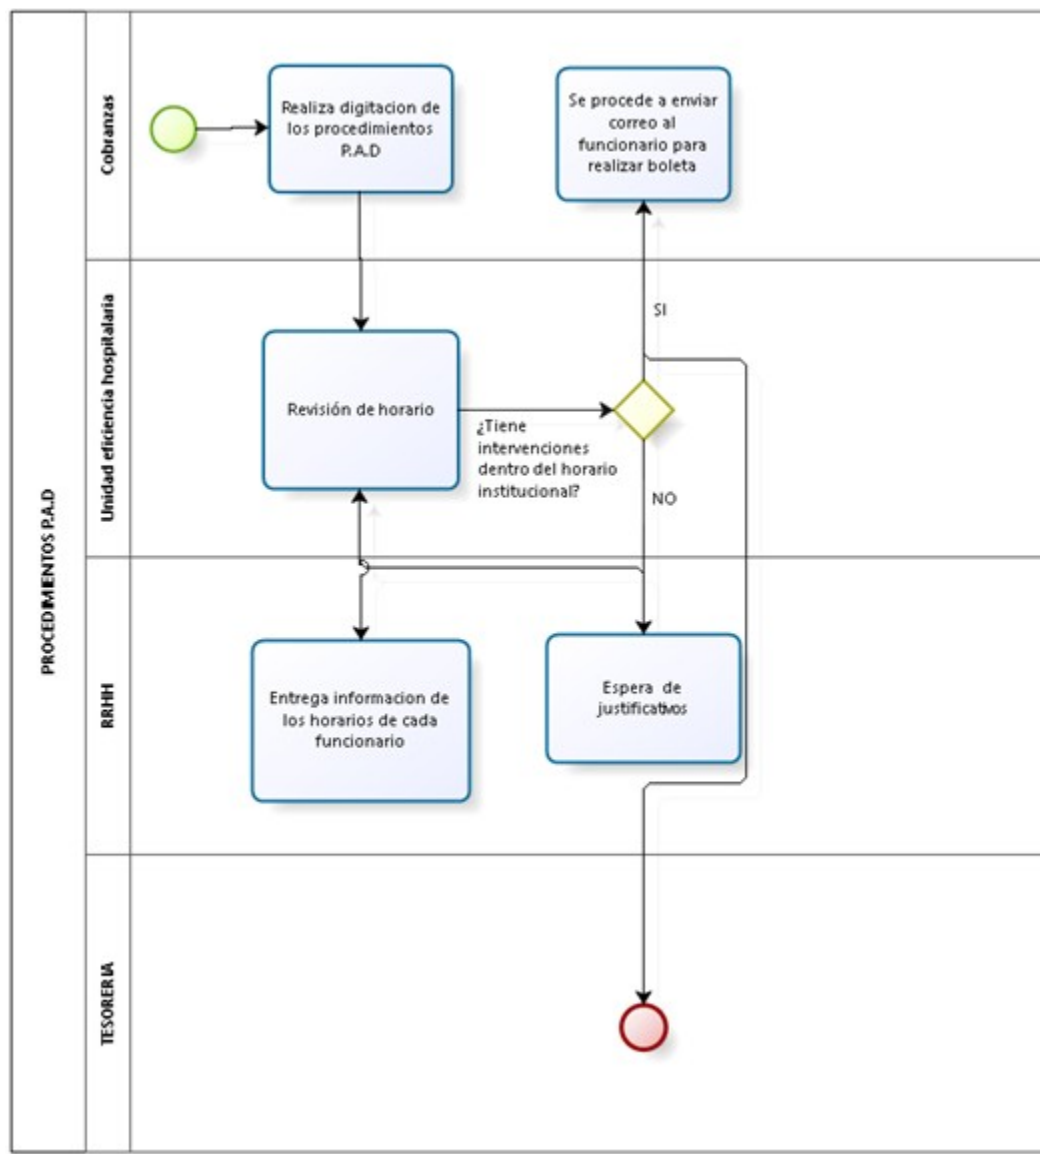 PROCEDIMIENTOS P.A.D
Cobranzas
Realiza digitacion de
los procedimientos
P.A.D
Se procede a enviar
correo al
funcionario para
realizar boleta
Unidad eficiencia hospitalaria
Revisión de horario
¿Tiene
intervenciones
dentro del horario
institucional?
SI
NO
RRHH
Entrega informacion de
los horarios de cada
funcionario
Espera de
justificativos
TESORERIA